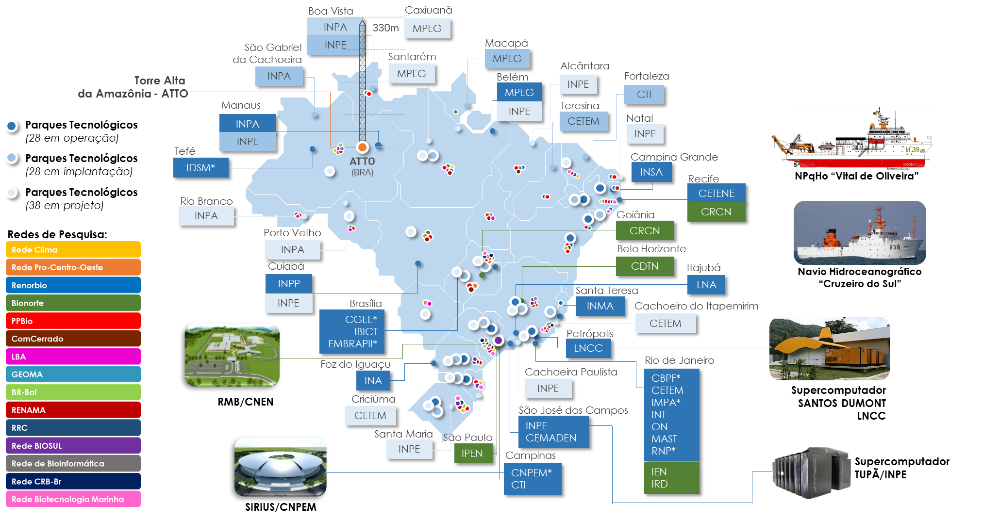 Boa Vista
INPA
INPE
330m
Caxiuanã
MPEG
São Gabriel
da Cachoeira
INPA
Santarém
MPEG
Macapá
MPEG
Belém
MPEG
INPE
Alcântara
INPE
Teresina
CETEM
Fortaleza
CTI
Natal
INPE
Torre Alta
da Amazônia - ATTO
Manaus
INPA
INPE
Tefé
IDSM*
ATTO
(BRA)
Campina Grande
INSA
Recife
CETENE
CRCN
Parques Tecnológicos
(28 em operação)
Parques Tecnológicos
(28 em implantação)
Parques Tecnológicos
(38 em projeto)
Rio Branco
INPA
Porto Velho
INPA
Cuiabá
INPP
INPE
Goiânia
CRCN
Belo Horizonte
CDTN
Itajubá
LNA
Santa Teresa
INMA
Cachoeiro do Itapemirim
CETEM
Brasília
CGEE*
IBICT
EMBRAPII*
Petrópolis
LNCC
Foz do Iguaçu
INA
Criciúma
CETEM
Santa Maria
INPE
São Paulo
IPEN
Cachoeira Paulista
INPE
São José dos Campos
INPE
CEMADEN
Campinas
CNPEM*
CTI
Rio de Janeiro
CBPF*
CETEM
IMPA*
INT
ON
MAST
RNP*
IEN
IRD
Redes de Pesquisa:
Rede Clima
Rede Pro-Centro-Oeste
Renorbio
Bionorte
PPBio
ComCerrado
LBA
GEOMA
BR-Bol
RENAMA
RRC
Rede BIOSUL
Rede de Bioinformática
Rede CRB-Br
Rede Biotecnologia Marinha
RMB/CNEN
SIRIUS/CNPEM
H 39
NPqHo “Vital de Oliveira”
H38
Navio Hidroceanográfico
“Cruzeiro do Sul”
Supercomputador
SANTOS DUMONT
LNCC
Supercomputador
TUPÃ/INPE